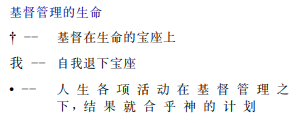 基督管理的生命
† -- 基督在生命的宝座上
我 -- 自我退下宝座
• -- 人生各项活动在基督管理之
下，结果就合乎神的计划